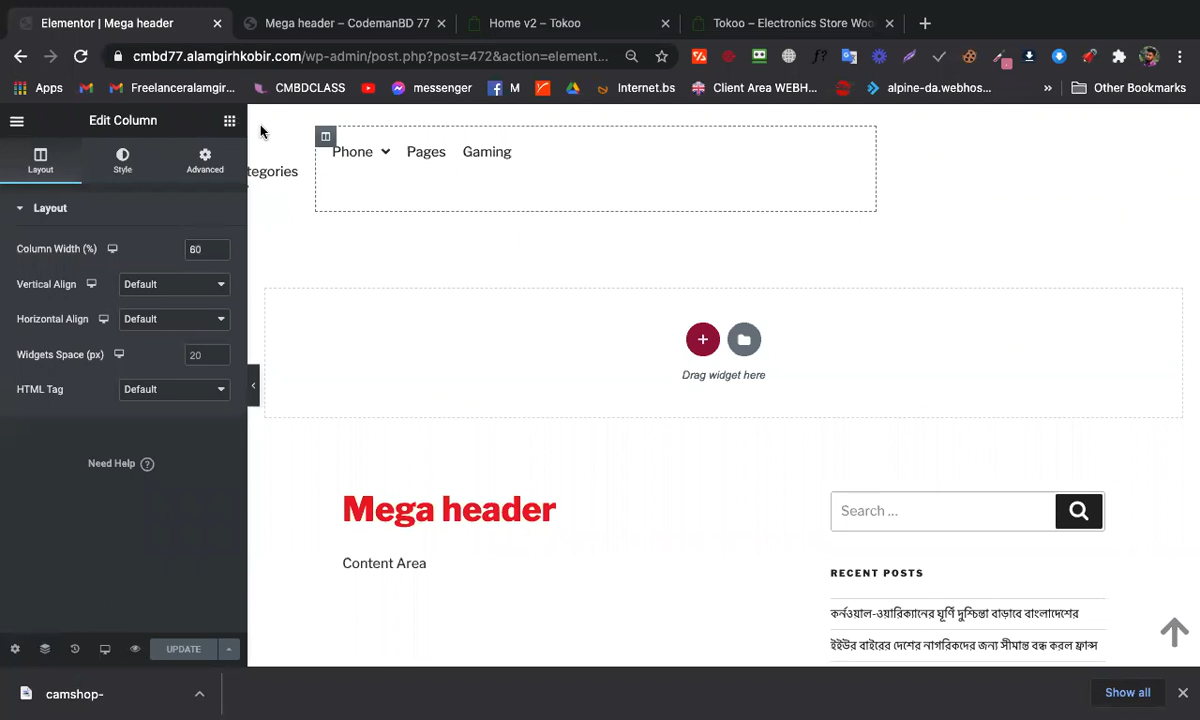 Elementor | Mega header
Mega header – CodemanBD 77
Home v2 – Tokoo
Tokoo – Electronics Store Woo
cmbd77.alamgirhkobir.com/wp-admin/post.php?post=472&action=element...
Apps
Freelanceralamgir...
CMBDCLASS
messenger
M
Internet.bs
Client Area WEBH...
alpine-da.webhos...
»
Other Bookmarks
Edit Column
Layout
Style
Advanced
Layout
Column Width (%)
60
Vertical Align
Default
Horizontal Align
Default
Widgets Space (px)
20
HTML Tag
Default
Need Help
UPDATE
tegories
Phone
Pages
Gaming
Drag widget here
Mega header
Content Area
Search ...
RECENT POSTS
কর্নওয়াল-ওয়ারিক্যানের ঘূর্ণি দুশ্চিন্তা বাড়াবে বাংলাদেশের
ইইউর বাইরের দেশের নাগরিকদের জন্য সীমান্ত বন্ধ করল ফ্রান্স
camshop-
Show all